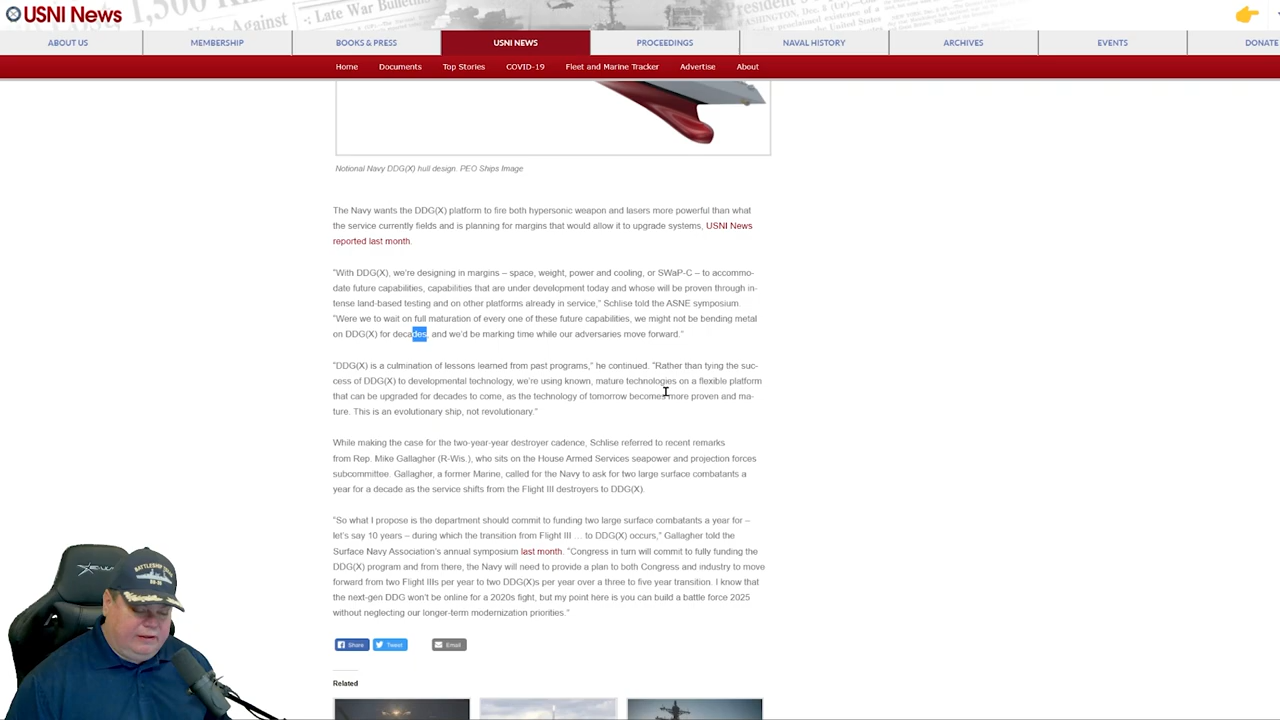 1,500 K
Late War Bulletins
President S
WASHINGTON, D.C.
USNI News
ABOUT US
MEMBERSHIP
BOOKS & PRESS
USNI NEWS
PROCEEDINGS
NAVAL HISTORY
ARCHIVES
EVENTS
DONATE
Home
Documents
Top Stories
COVID-19
Fleet and Marine Tracker
Advertise
About
Notional Navy DDG(X) hull design. PEO Ships Image
The Navy wants the DDG(X) platform to fire both hypersonic weapon and lasers more powerful than what
the service currently fields and is planning for margins that would allow it to upgrade systems, USNI News
reported last month.
“With DDG(X), we’re designing in margins – space, weight, power and cooling, or SWaP-C – to accommo-
date future capabilities, capabilities that are under development today and whose will be proven through in-
tense land-based testing and on other platforms already in service,” Schlise told the ASNE symposium.
“Were we to wait on full maturation of every one of these future capabilities, we might not be bending metal
on DDG(X) for decades, and we’d be marking time while our adversaries move forward.”
“DDG(X) is a culmination of lessons learned from past programs,” he continued. “Rather than tying the suc-
cess of DDG(X) to developmental technology, we’re using known, mature technologies on a flexible platform
that can be upgraded for decades to come, as the technology of tomorrow becomes more proven and ma-
ture. This is an evolutionary ship, not revolutionary.”
While making the case for the two-year-year destroyer cadence, Schlise referred to recent remarks
from Rep. Mike Gallagher (R-Wis.), who sits on the House Armed Services seapower and projection forces
subcommittee. Gallagher, a former Marine, called for the Navy to ask for two large surface combatants a
year for a decade as the service shifts from the Flight III destroyers to DDG(X).
“So what I propose is the department should commit to funding two large surface combatants a year for –
let’s say 10 years – during which the transition from Flight III … to DDG(X) occurs,” Gallagher told the
Surface Navy Association’s annual symposium last month. “Congress in turn will commit to fully funding the
DDG(X) program and from there, the Navy will need to provide a plan to both Congress and industry to move
forward from two Flight IIIs per year to two DDG(X)s per year over a three to five year transition. I know that
the next-gen DDG won’t be online for a 2020s fight, but my point here is you can build a battle force 2025
without neglecting our longer-term modernization priorities.”
Share
Tweet
Email
Related
BATTLESHIP